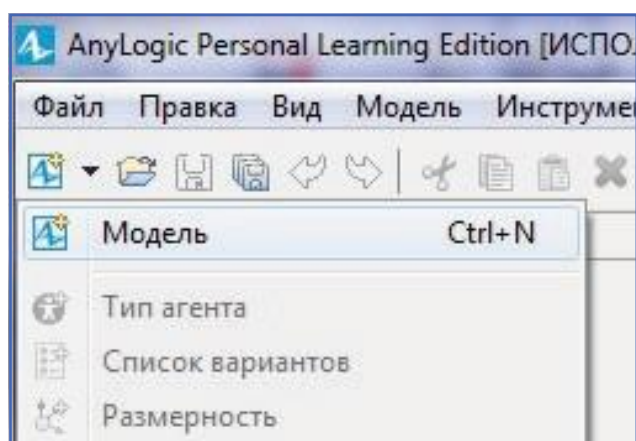 AnyLogic Personal Learning Edition [ИСПО
Файл Правка Вид Модель Инструме
Модель Ctrl+N
Тип агента
Список вариантов
Размерность